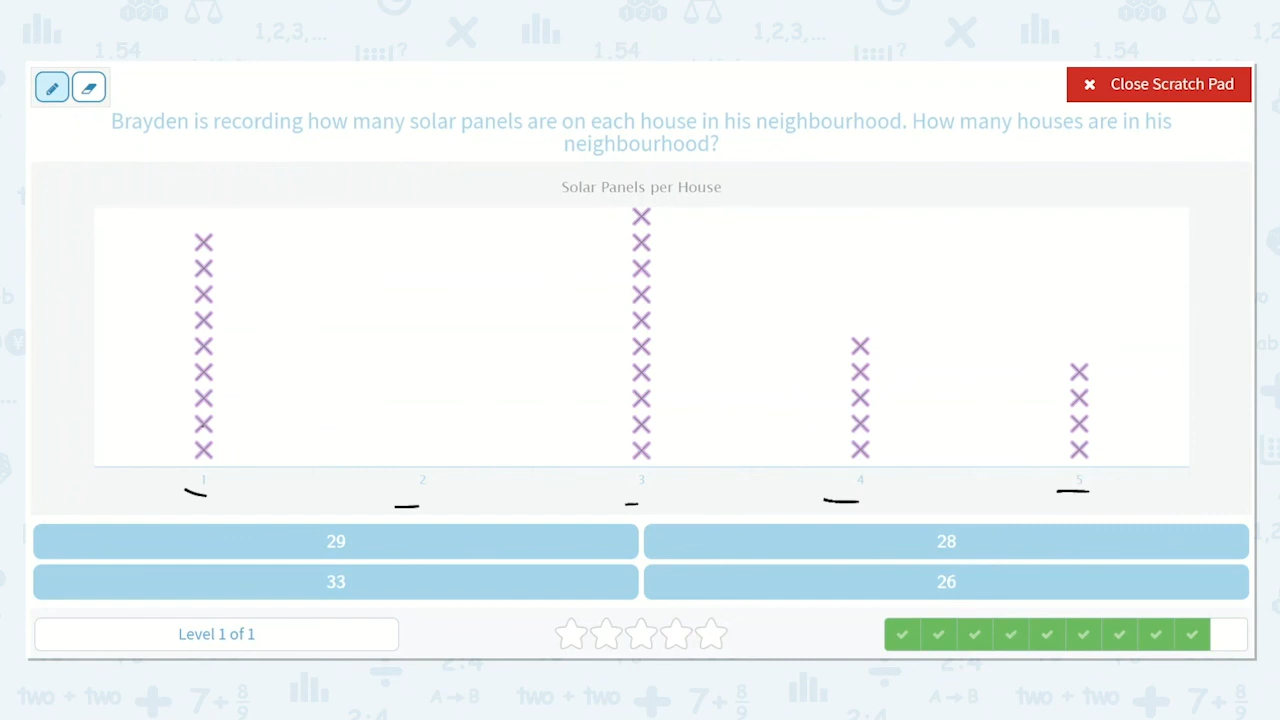 Close Scratch Pad
Brayden is recording how many solar panels are on each house in his neighbourhood. How many houses are in his
neighbourhood?
Solar Panels per House
1 2 3 4 5
29 28
33 26
Level 1 of 1